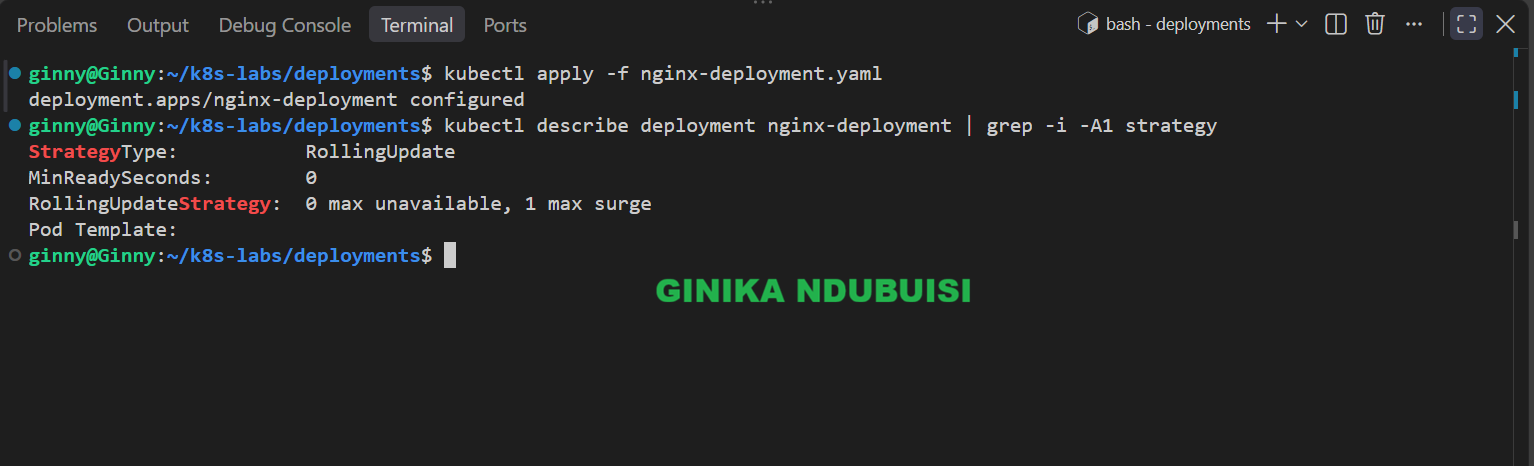 Problems Output Debug Console Terminal Ports bash - deployments
ginny@Ginny:~/k8s-labs/deployments$ kubectl apply -f nginx-deployment.yaml
deployment.apps/nginx-deployment configured
ginny@Ginny:~/k8s-labs/deployments$ kubectl describe deployment nginx-deployment | grep -i -A1 strategy
StrategyType:           RollingUpdate
MinReadySeconds:        0
RollingUpdateStrategy:  0 max unavailable, 1 max surge
Pod Template:
ginny@Ginny:~/k8s-labs/deployments$
GINIKA NDUBUISI